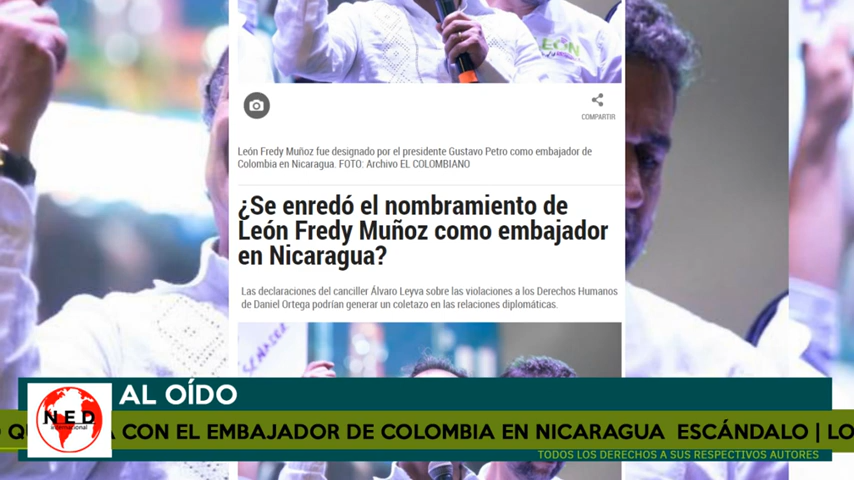 LEÓN
COMPARTIR
León Fredy Muñoz fue designado por el presidente Gustavo Petro como embajador de
Colombia en Nicaragua. FOTO: Archivo EL COLOMBIANO
¿Se enredó el nombramiento de
León Fredy Muñoz como embajador
en Nicaragua?
Las declaraciones del canciller Álvaro Leyva sobre las violaciones a los Derechos Humanos
de Daniel Ortega podrían generar un coletazo en las relaciones diplomáticas.
AL OÍDO
NED
internacional
CON EL EMBAJADOR DE COLOMBIA EN NICARAGUA ESCÁNDALO | LO
TODOS LOS DERECHOS A SUS RESPECTIVOS AUTORES